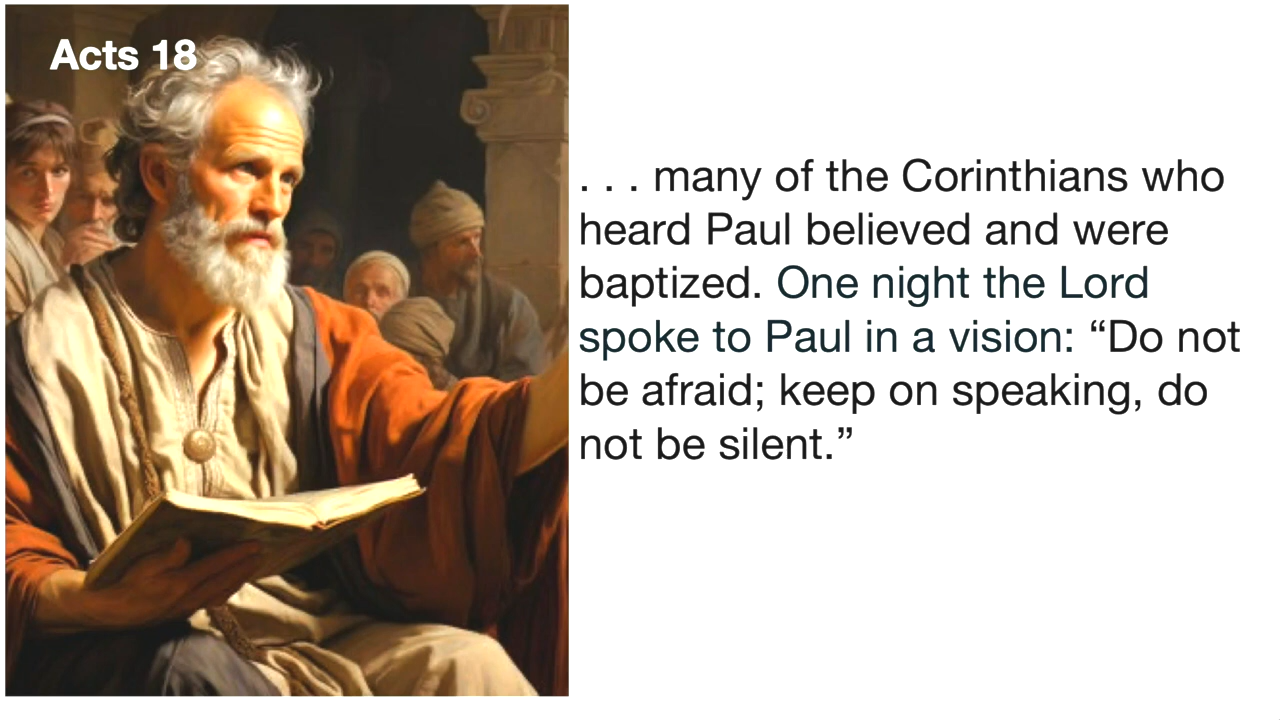 Acts 18
. . . many of the Corinthians who
heard Paul believed and were
baptized. One night the Lord
spoke to Paul in a vision: “Do not
be afraid; keep on speaking, do
not be silent.”